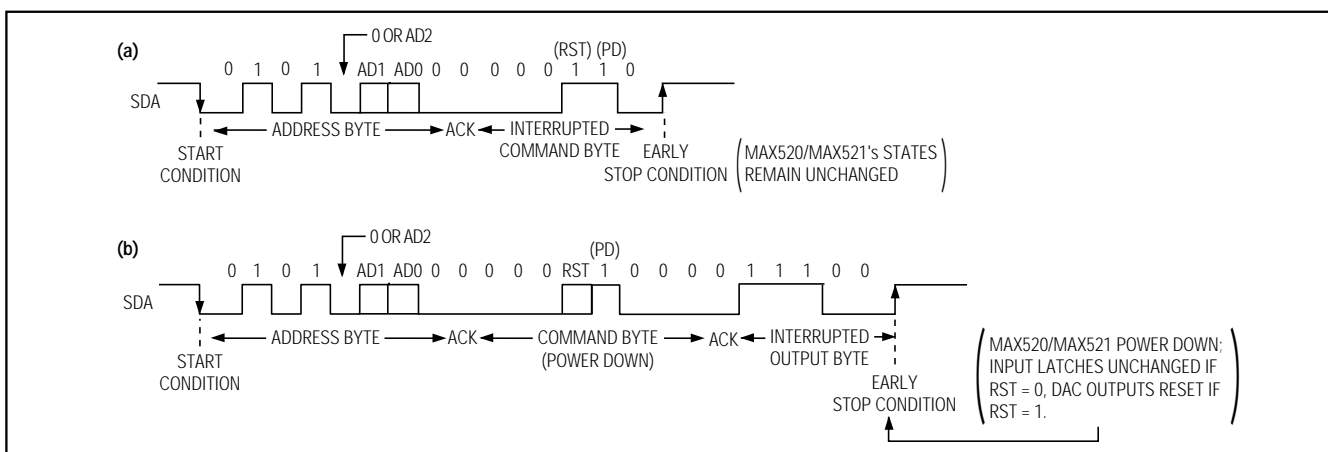 (a)
0 OR AD2
(RST) (PD)
0 1 0 1 AD1 AD0 0 0 0 0 0 1 1 0
SDA
ADDRESS BYTE ACK INTERRUPTED
COMMAND BYTE
START
CONDITION
EARLY
STOP CONDITION
MAX520/MAX521's STATES
REMAIN UNCHANGED
(b)
0 OR AD2
(PD)
0 1 0 1 AD1 AD0 0 0 0 0 0 RST 1 0 0 0 0 1 1 1 0 0
SDA
ADDRESS BYTE ACK COMMAND BYTE
(POWER DOWN)
ACK INTERRUPTED
OUTPUT BYTE
START
CONDITION
EARLY
STOP CONDITION
MAX520/MAX521 POWER DOWN;
INPUT LATCHES UNCHANGED IF
RST = 0, DAC OUTPUTS RESET IF
RST = 1.